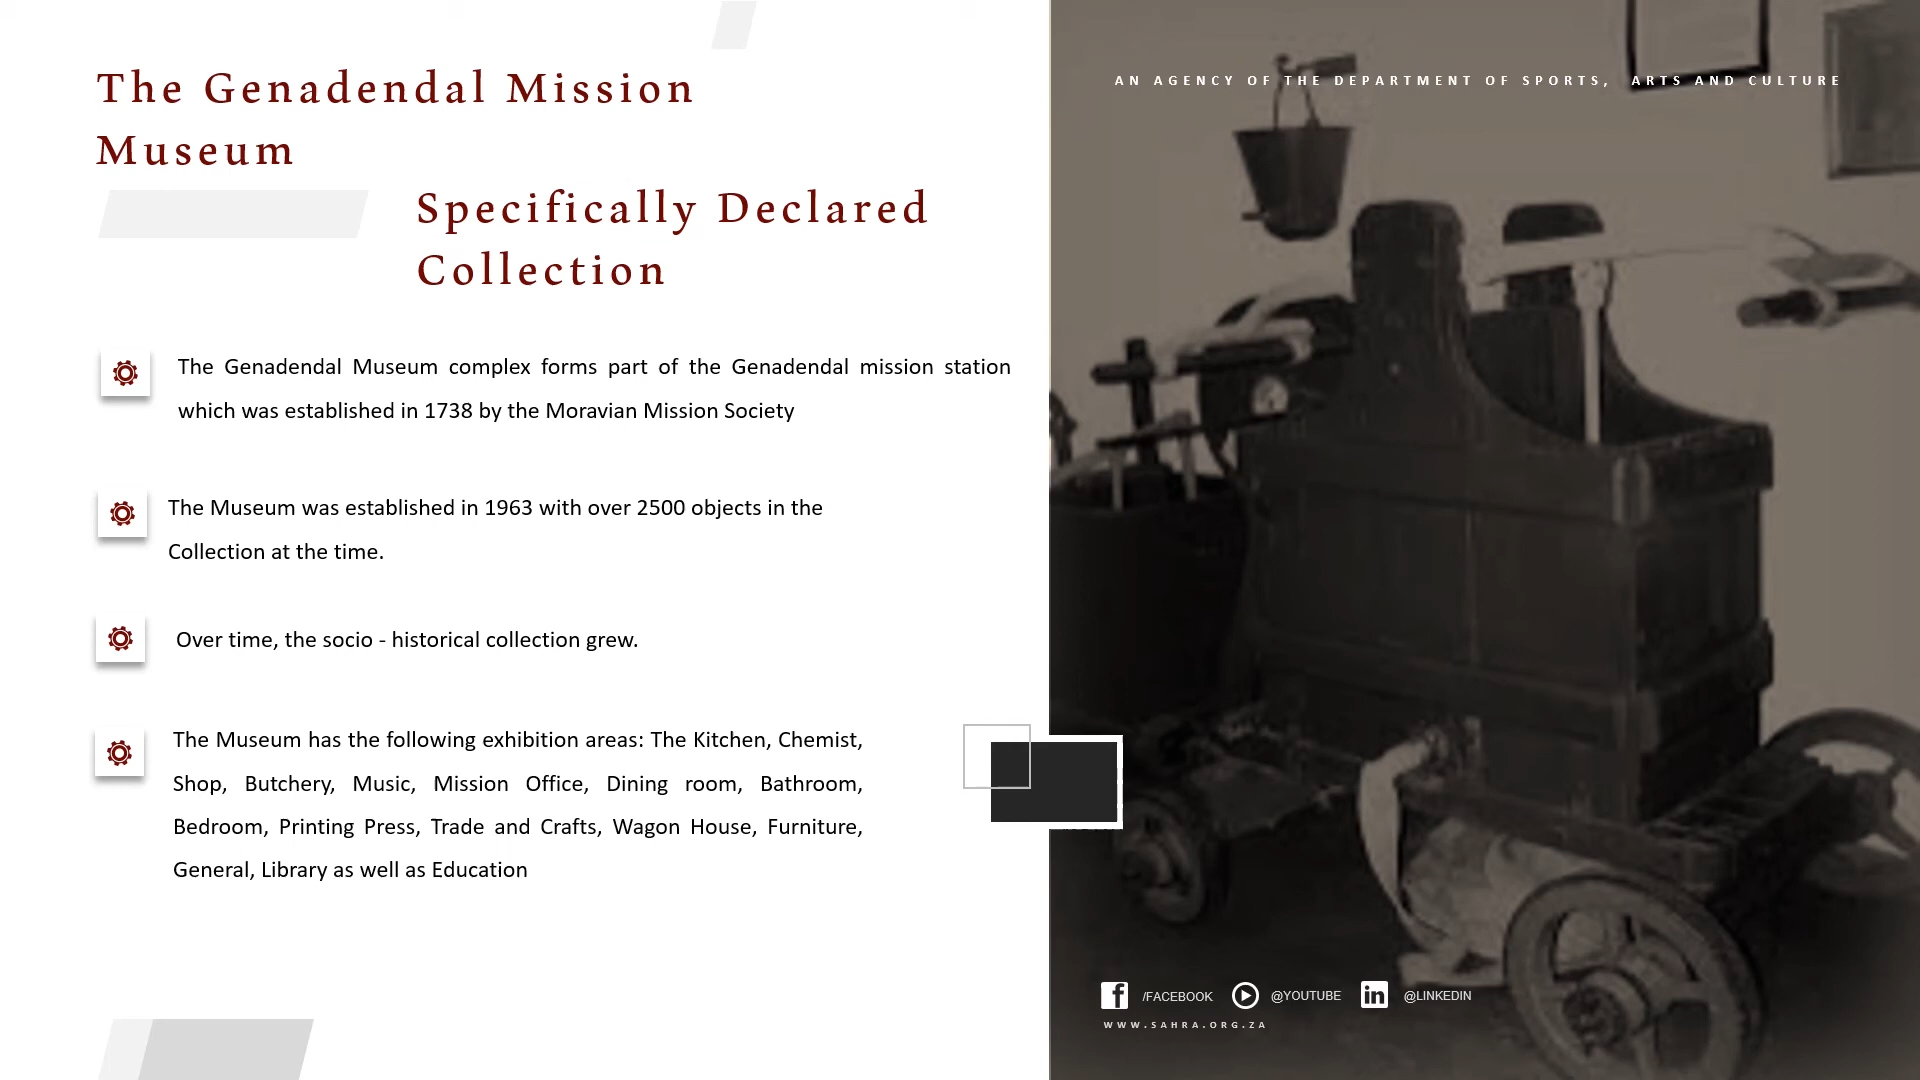 The Genadendal Mission
Museum
Specifically Declared
Collection
The Genadendal Museum complex forms part of the Genadendal mission station
which was established in 1738 by the Moravian Mission Society
The Museum was established in 1963 with over 2500 objects in the
Collection at the time.
Over time, the socio - historical collection grew.
The Museum has the following exhibition areas: The Kitchen, Chemist,
Shop, Butchery, Music, Mission Office, Dining room, Bathroom,
Bedroom, Printing Press, Trade and Crafts, Wagon House, Furniture,
General, Library as well as Education
AN AGENCY OF THE DEPARTMENT OF SPORTS, ARTS AND CULTURE
/FACEBOOK @YOUTUBE @LINKEDIN
WWW.SAHRA.ORG.ZA